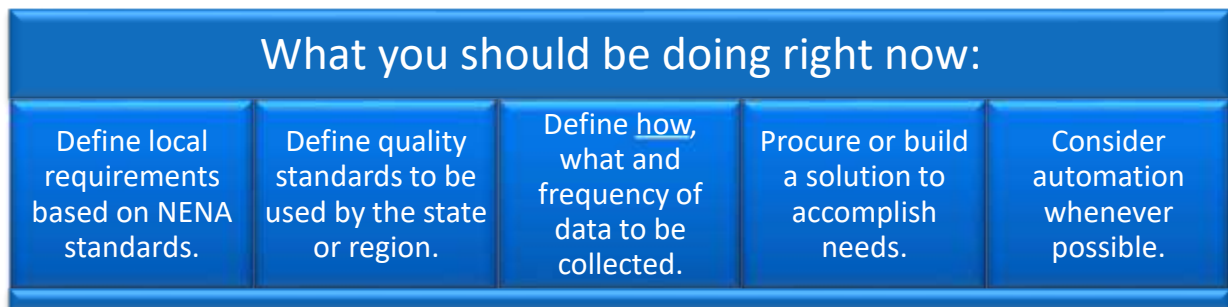 What you should be doing right now:
Define local
requirements
based on NENA
standards.
Define quality
standards to be
used by the state
or region.
Define how,
what and
frequency of
data to be
collected.
Procure or build
a solution to
accomplish
needs.
Consider
automation
whenever
possible.